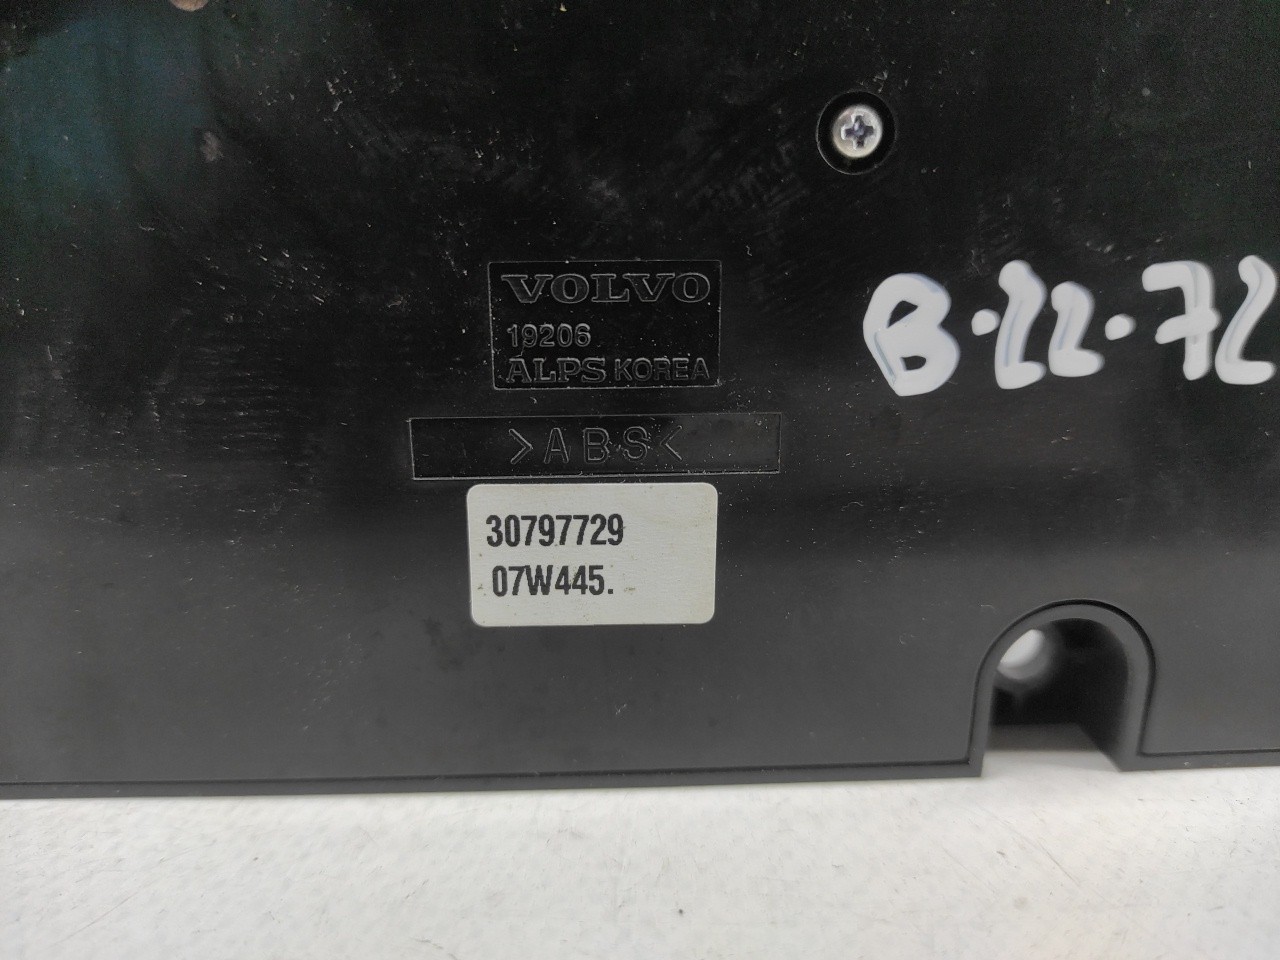 VOLVO
19206
ALPS KOREA
>ABS<
30797729
07W445.
B.22.72